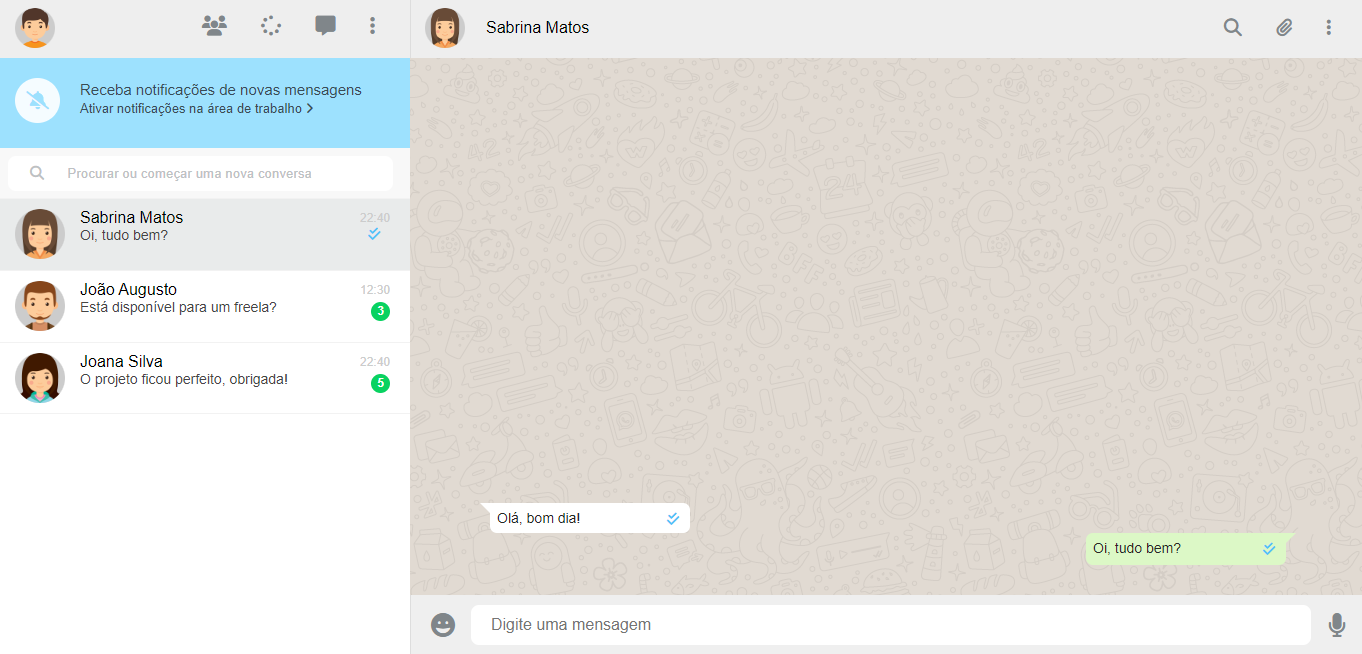 Sabrina Matos
Receba notificações de novas mensagens
Ativar notificações na área de trabalho
Procurar ou começar uma nova conversa
Sabrina Matos 22:40
Oi, tudo bem?
João Augusto 12:30
Está disponível para um freela? 3
Joana Silva 22:40
O projeto ficou perfeito, obrigada! 5
Olá, bom dia!
Oi, tudo bem?
Digite uma mensagem